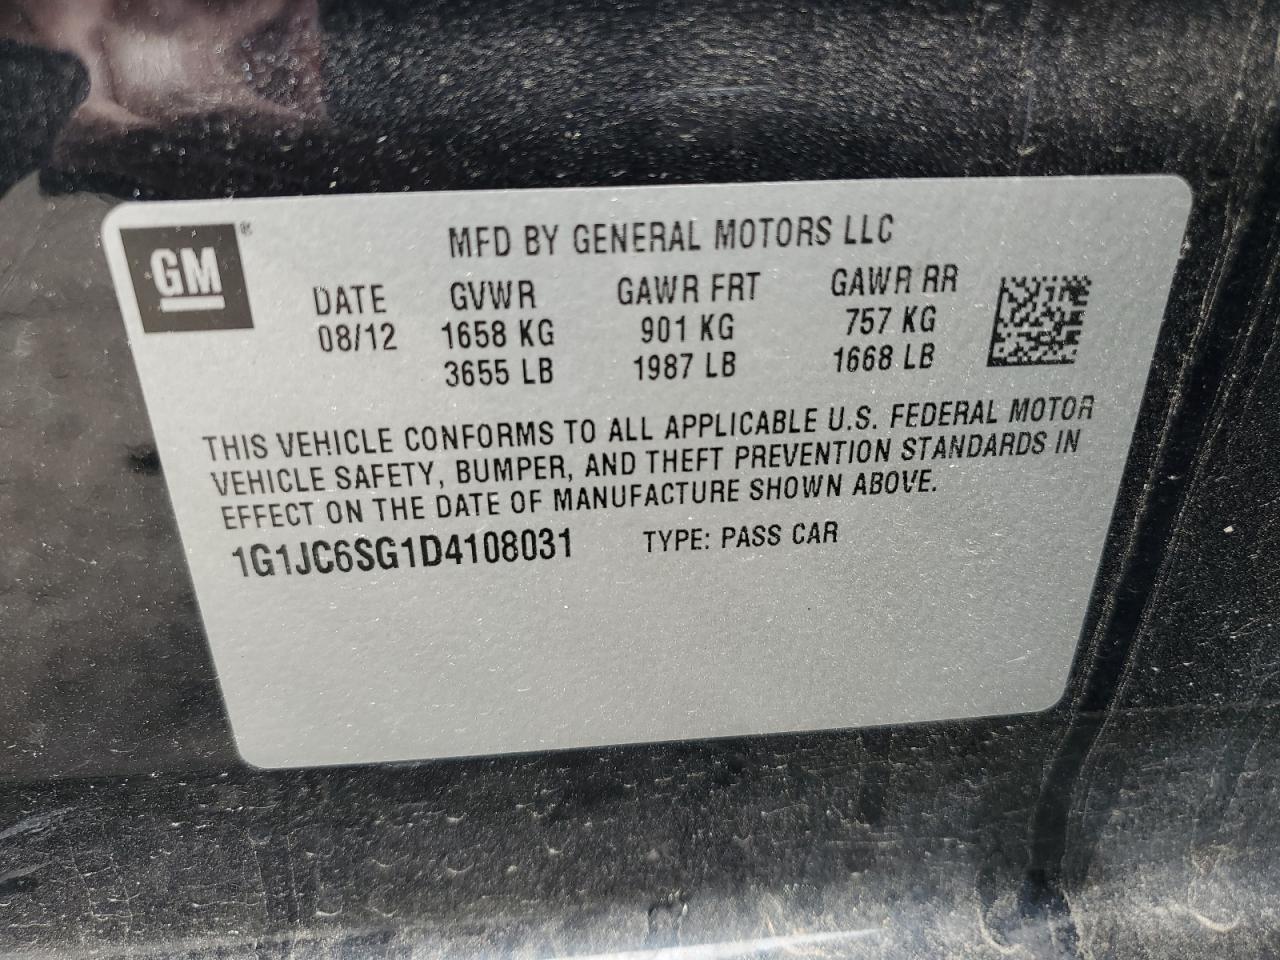 GM®
MFD BY GENERAL MOTORS LLC
DATE GVWR GAWR FRT GAWR RR
08/12 1658 KG 901 KG 757 KG
3655 LB 1987 LB 1668 LB
THIS VEHICLE CONFORMS TO ALL APPLICABLE U.S. FEDERAL MOTOR
VEHICLE SAFETY, BUMPER, AND THEFT PREVENTION STANDARDS IN
EFFECT ON THE DATE OF MANUFACTURE SHOWN ABOVE.
1G1JC6SG1D4108031 TYPE: PASS CAR